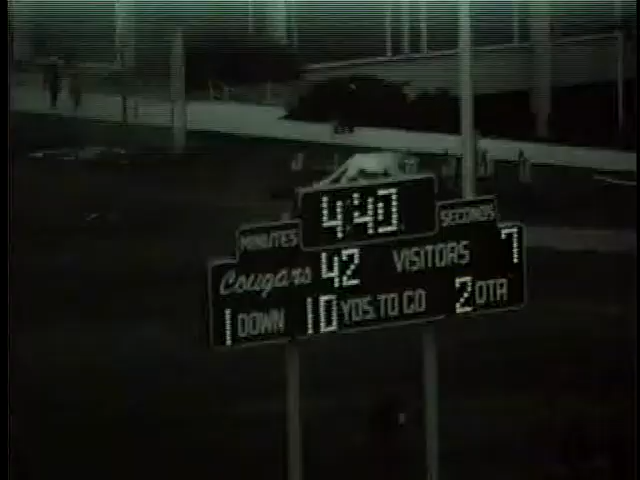 4:40
MINUTES SECONDS
Cougars 42 VISITORS 7
1 DOWN 10 YDS. TO GO 2 QTR